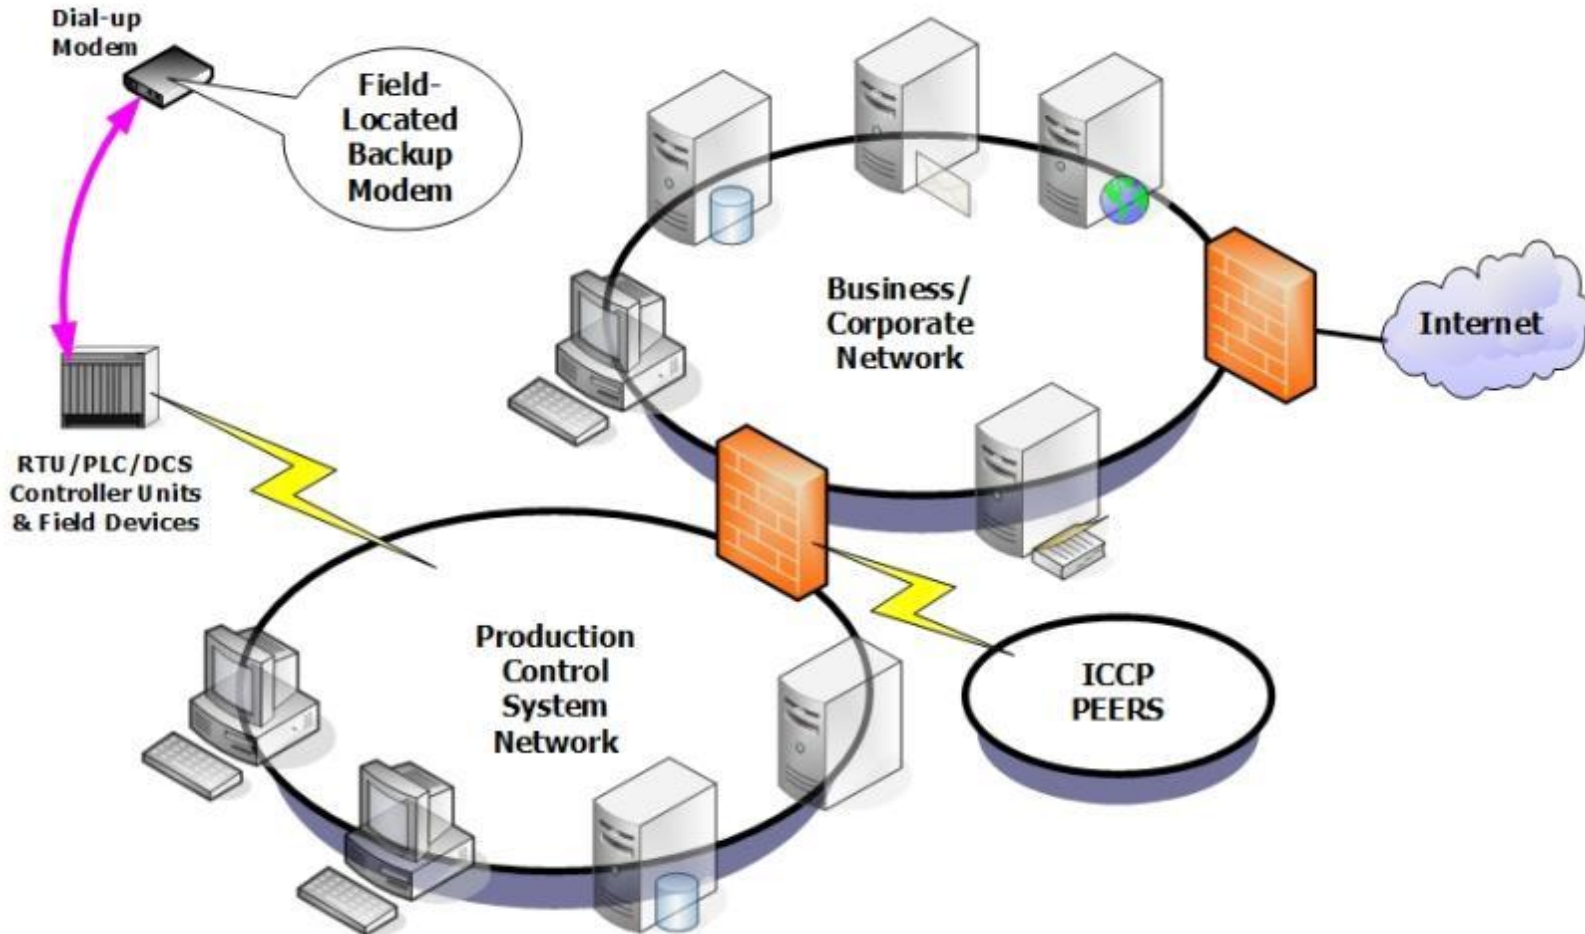 Dial-up
Modem
Field-
Located
Backup
Modem
Business/
Corporate
Network
Internet
RTU/PLC/DCS
Controller Units
& Field Devices
Production
Control
System
Network
ICCP
PEERS